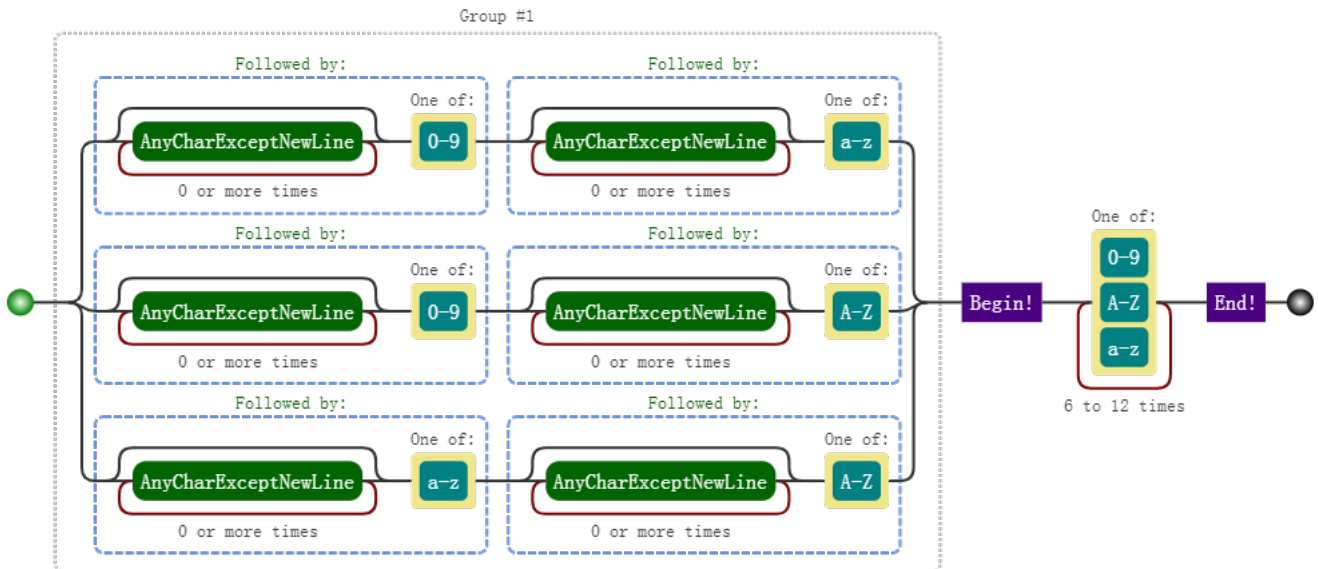 Group #1
Followed by: Followed by:
One of: One of:
AnyCharExceptNewLine 0-9 AnyCharExceptNewLine a-z
0 or more times 0 or more times
Followed by: Followed by:
One of: One of:
One of:
0-9
AnyCharExceptNewLine 0-9 AnyCharExceptNewLine A-Z Begin! A-Z End!
a-z
0 or more times 0 or more times
6 to 12 times
Followed by: Followed by:
One of: One of:
AnyCharExceptNewLine a-z AnyCharExceptNewLine A-Z
0 or more times 0 or more times